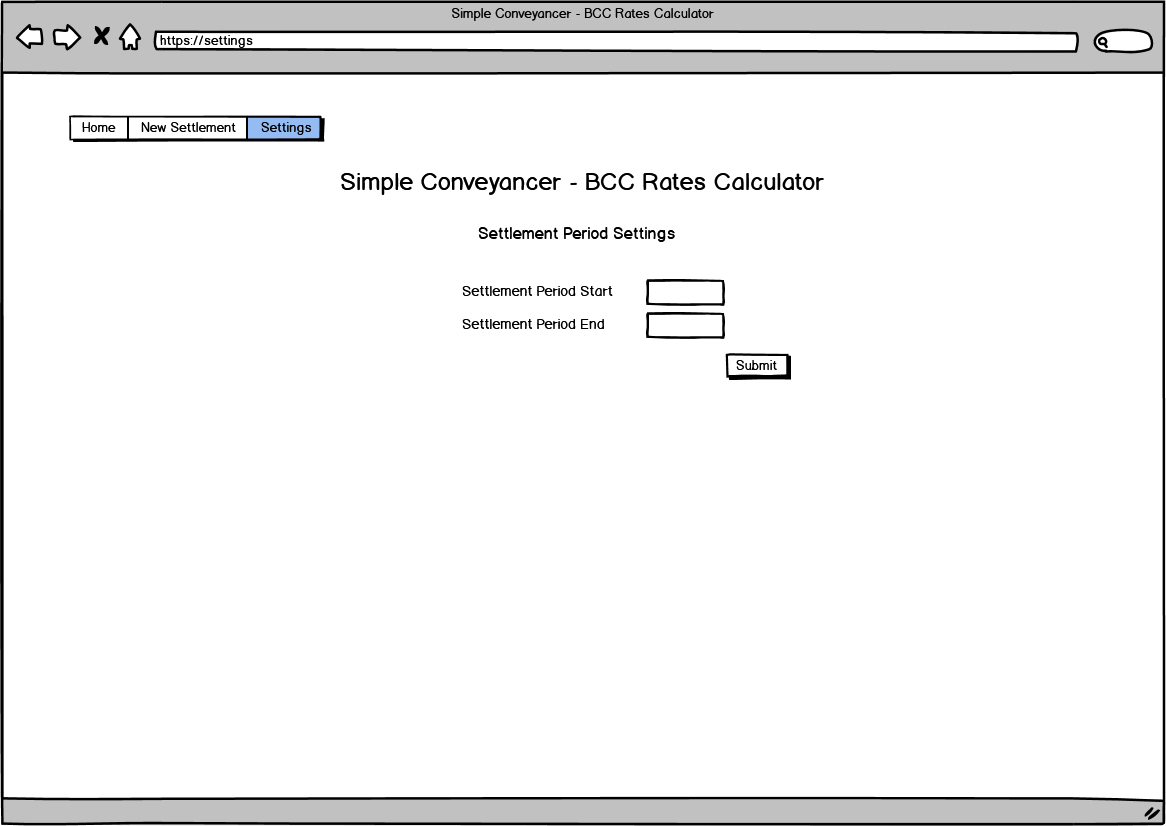 Simple Conveyancer - BCC Rates Calculator
https://settings
Home New Settlement Settings
Simple Conveyancer - BCC Rates Calculator
Settlement Period Settings
Settlement Period Start
Settlement Period End
Submit